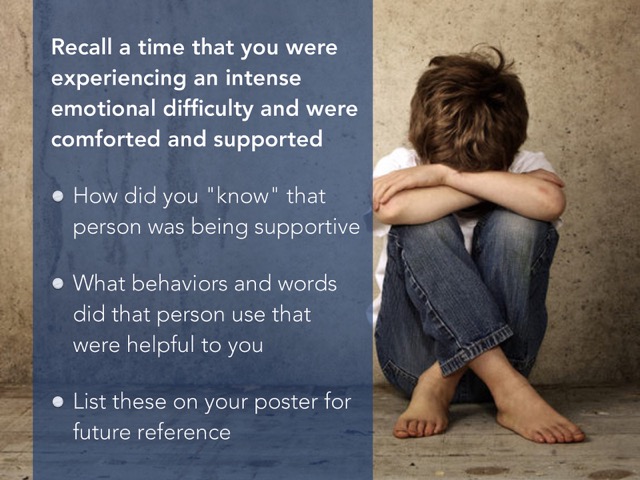 Recall a time that you were
experiencing an intense
emotional difficulty and were
comforted and supported
• How did you "know" that
person was being supportive
• What behaviors and words
did that person use that
were helpful to you
• List these on your poster for
future reference